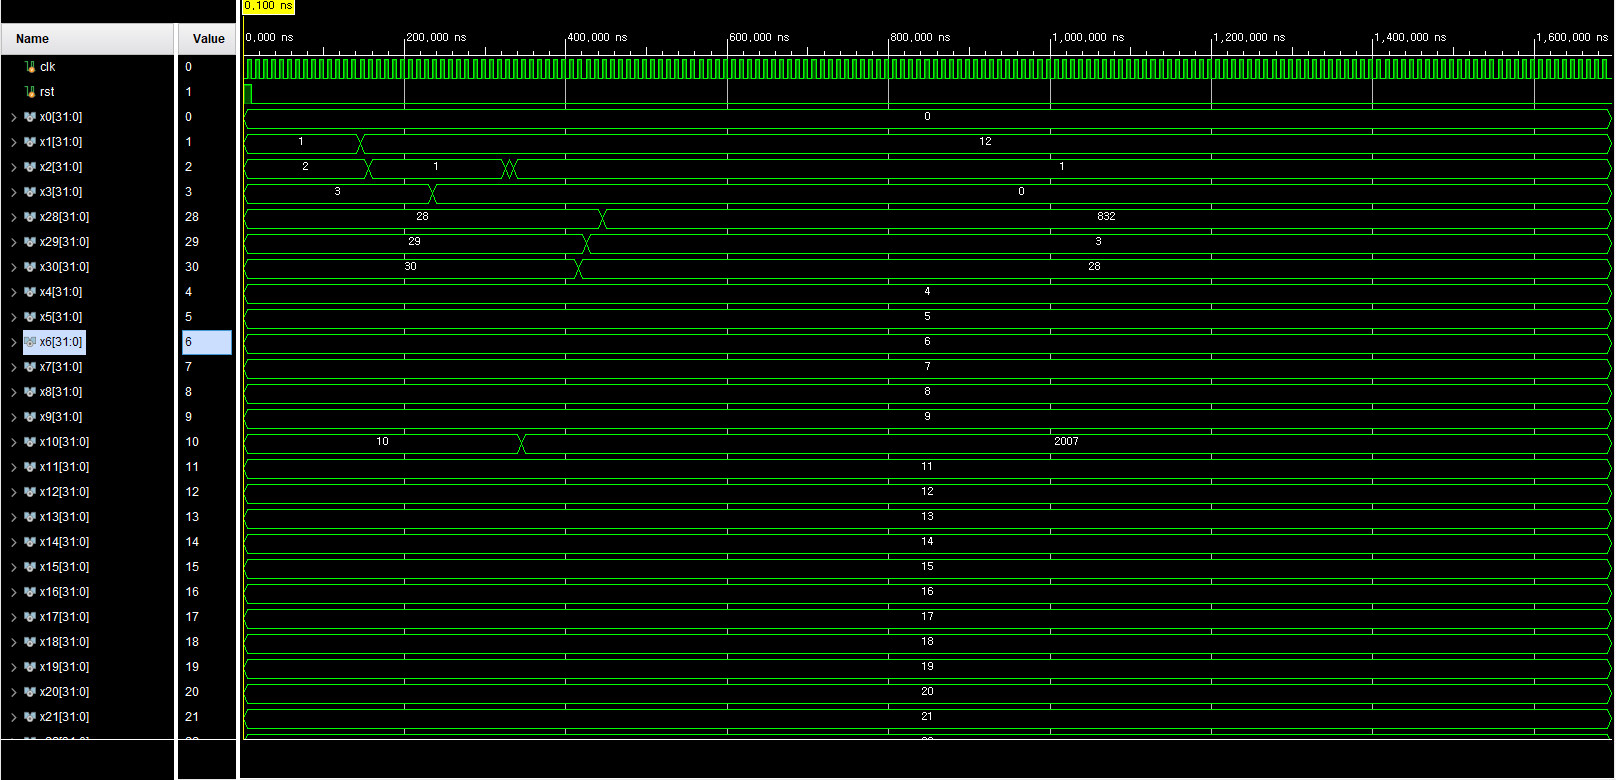 0,100 ns
Name Value 0,000 ns 200,000 ns 400,000 ns 600,000 ns 800,000 ns 1,000,000 ns 1,200,000 ns 1,400,000 ns 1,600,000 ns
clk 0
rst 1
x0[31:0] 0 0
x1[31:0] 1 1 12
x2[31:0] 2 2 1 1
x3[31:0] 3 3 0
x28[31:0] 28 28 832
x29[31:0] 29 29 3
x30[31:0] 30 30 28
x4[31:0] 4 4
x5[31:0] 5 5
x6[31:0] 6 6
x7[31:0] 7 7
x8[31:0] 8 8
x9[31:0] 9 9
x10[31:0] 10 10 2007
x11[31:0] 11 11
x12[31:0] 12 12
x13[31:0] 13 13
x14[31:0] 14 14
x15[31:0] 15 15
x16[31:0] 16 16
x17[31:0] 17 17
x18[31:0] 18 18
x19[31:0] 19 19
x20[31:0] 20 20
x21[31:0] 21 21